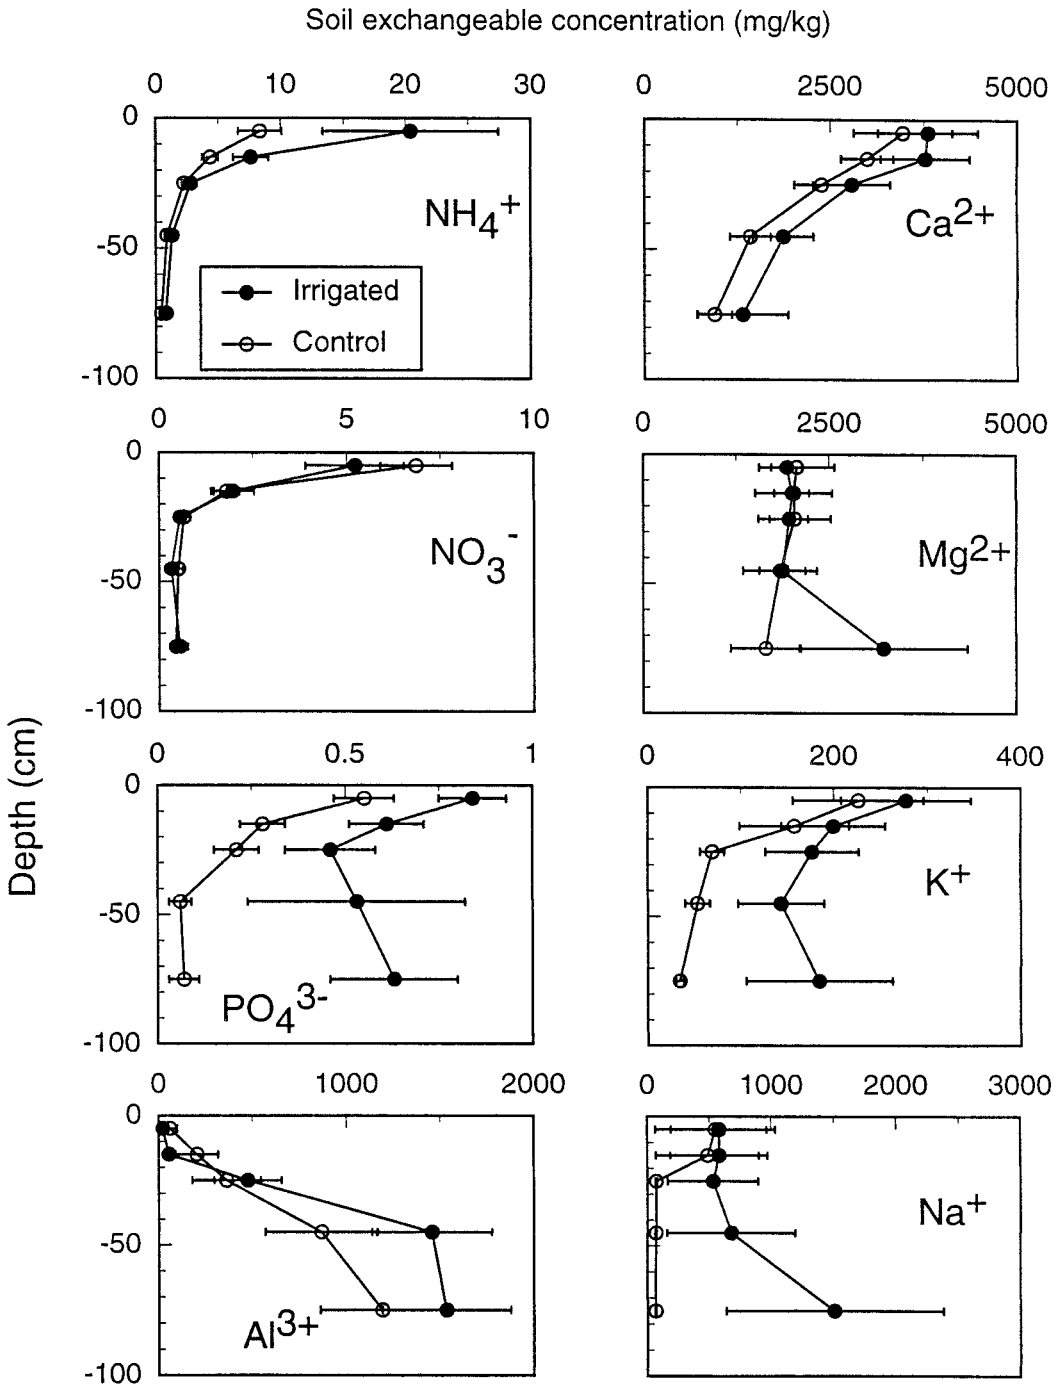 Soil exchangeable concentration (mg/kg)
0 10 20 30
0 2500 5000
0
-50
-100
NH4+
Irrigated
Control
Ca2+
0 5 10
0 2500 5000
0
-50
-100
NO3-
Mg2+
Depth (cm)
0 0.5 1
0 200 400
0
-50
-100
PO43-
K+
0 1000 2000
0 1000 2000 3000
0
-50
-100
Al3+
Na+